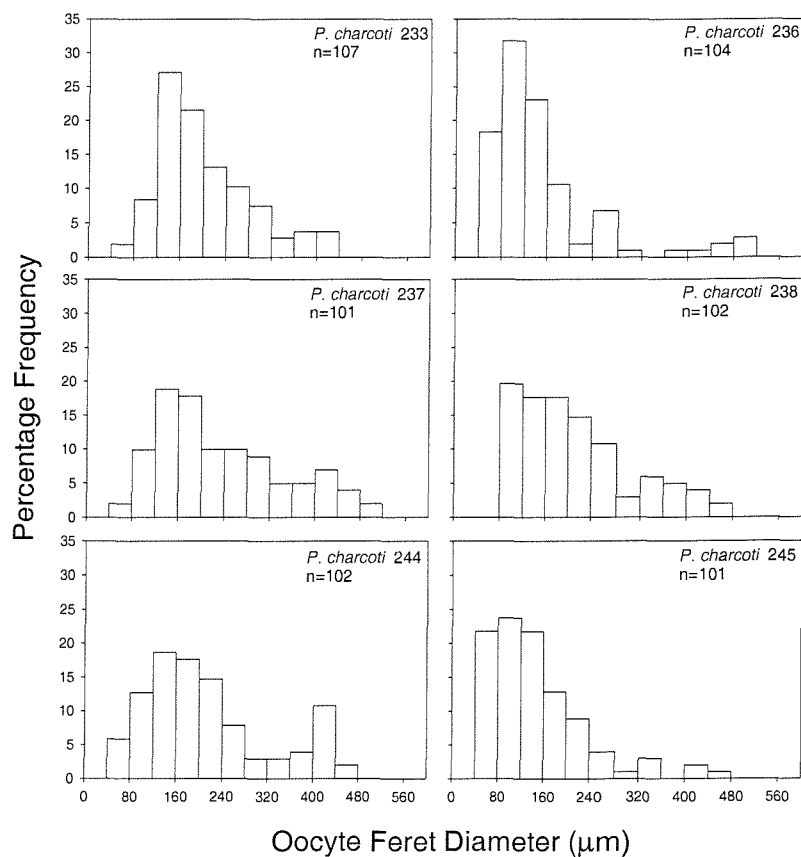 35
30
25
20
15
10
5
0
P. charcoti 233
n=107
P. charcoti 236
n=104
35
30
25
20
15
10
5
0
P. charcoti 237
n=101
P. charcoti 238
n=102
35
30
25
20
15
10
5
0
P. charcoti 244
n=102
P. charcoti 245
n=101
Percentage Frequency
0 80 160 240 320 400 480 560
0 80 160 240 320 400 480 560
Oocyte Feret Diameter (μm)